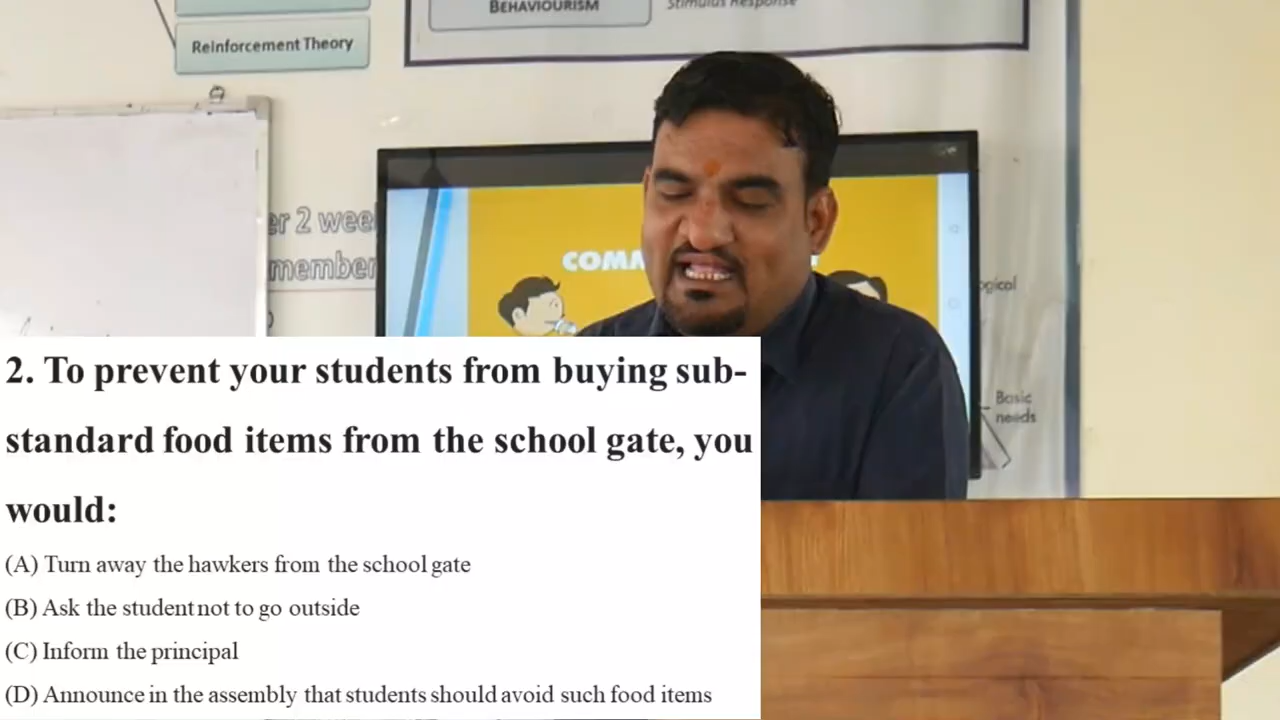 BEHAVIOURISM
Stimulus Response
Reinforcement Theory
2 wee
member
COMM
Basic
needs
2. To prevent your students from buying sub-
standard food items from the school gate, you
would:
(A) Turn away the hawkers from the school gate
(B) Ask the student not to go outside
(C) Inform the principal
(D) Announce in the assembly that students should avoid such food items